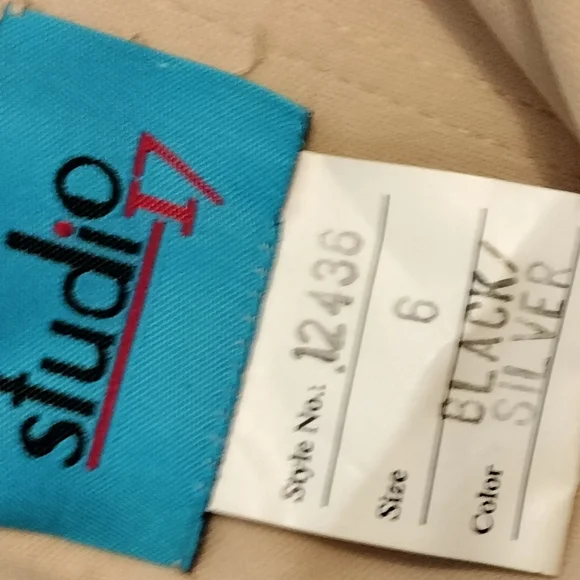 studio 17
Style No.: 12436
Size 6
Color BLACK/
SILVER